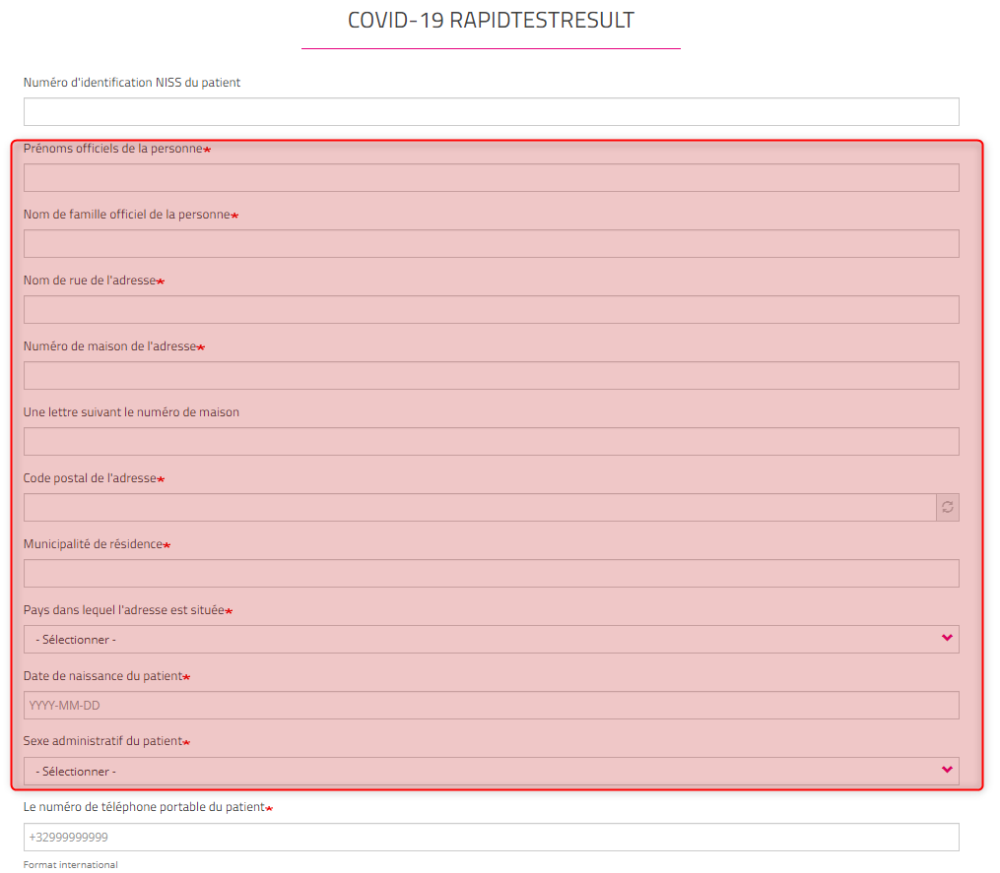 COVID-19 RAPIDTESTRESULT
Numéro d'identification NISS du patient
Prénoms officiels de la personne*
Nom de famille officiel de la personne*
Nom de rue de l'adresse*
Numéro de maison de l'adresse*
Une lettre suivant le numéro de maison
Code postal de l'adresse*
Municipalité de résidence*
Pays dans lequel l'adresse est située*
- Sélectionner -
Date de naissance du patient*
YYYY-MM-DD
Sexe administratif du patient*
- Sélectionner -
Le numéro de téléphone portable du patient*
+32999999999
Format international